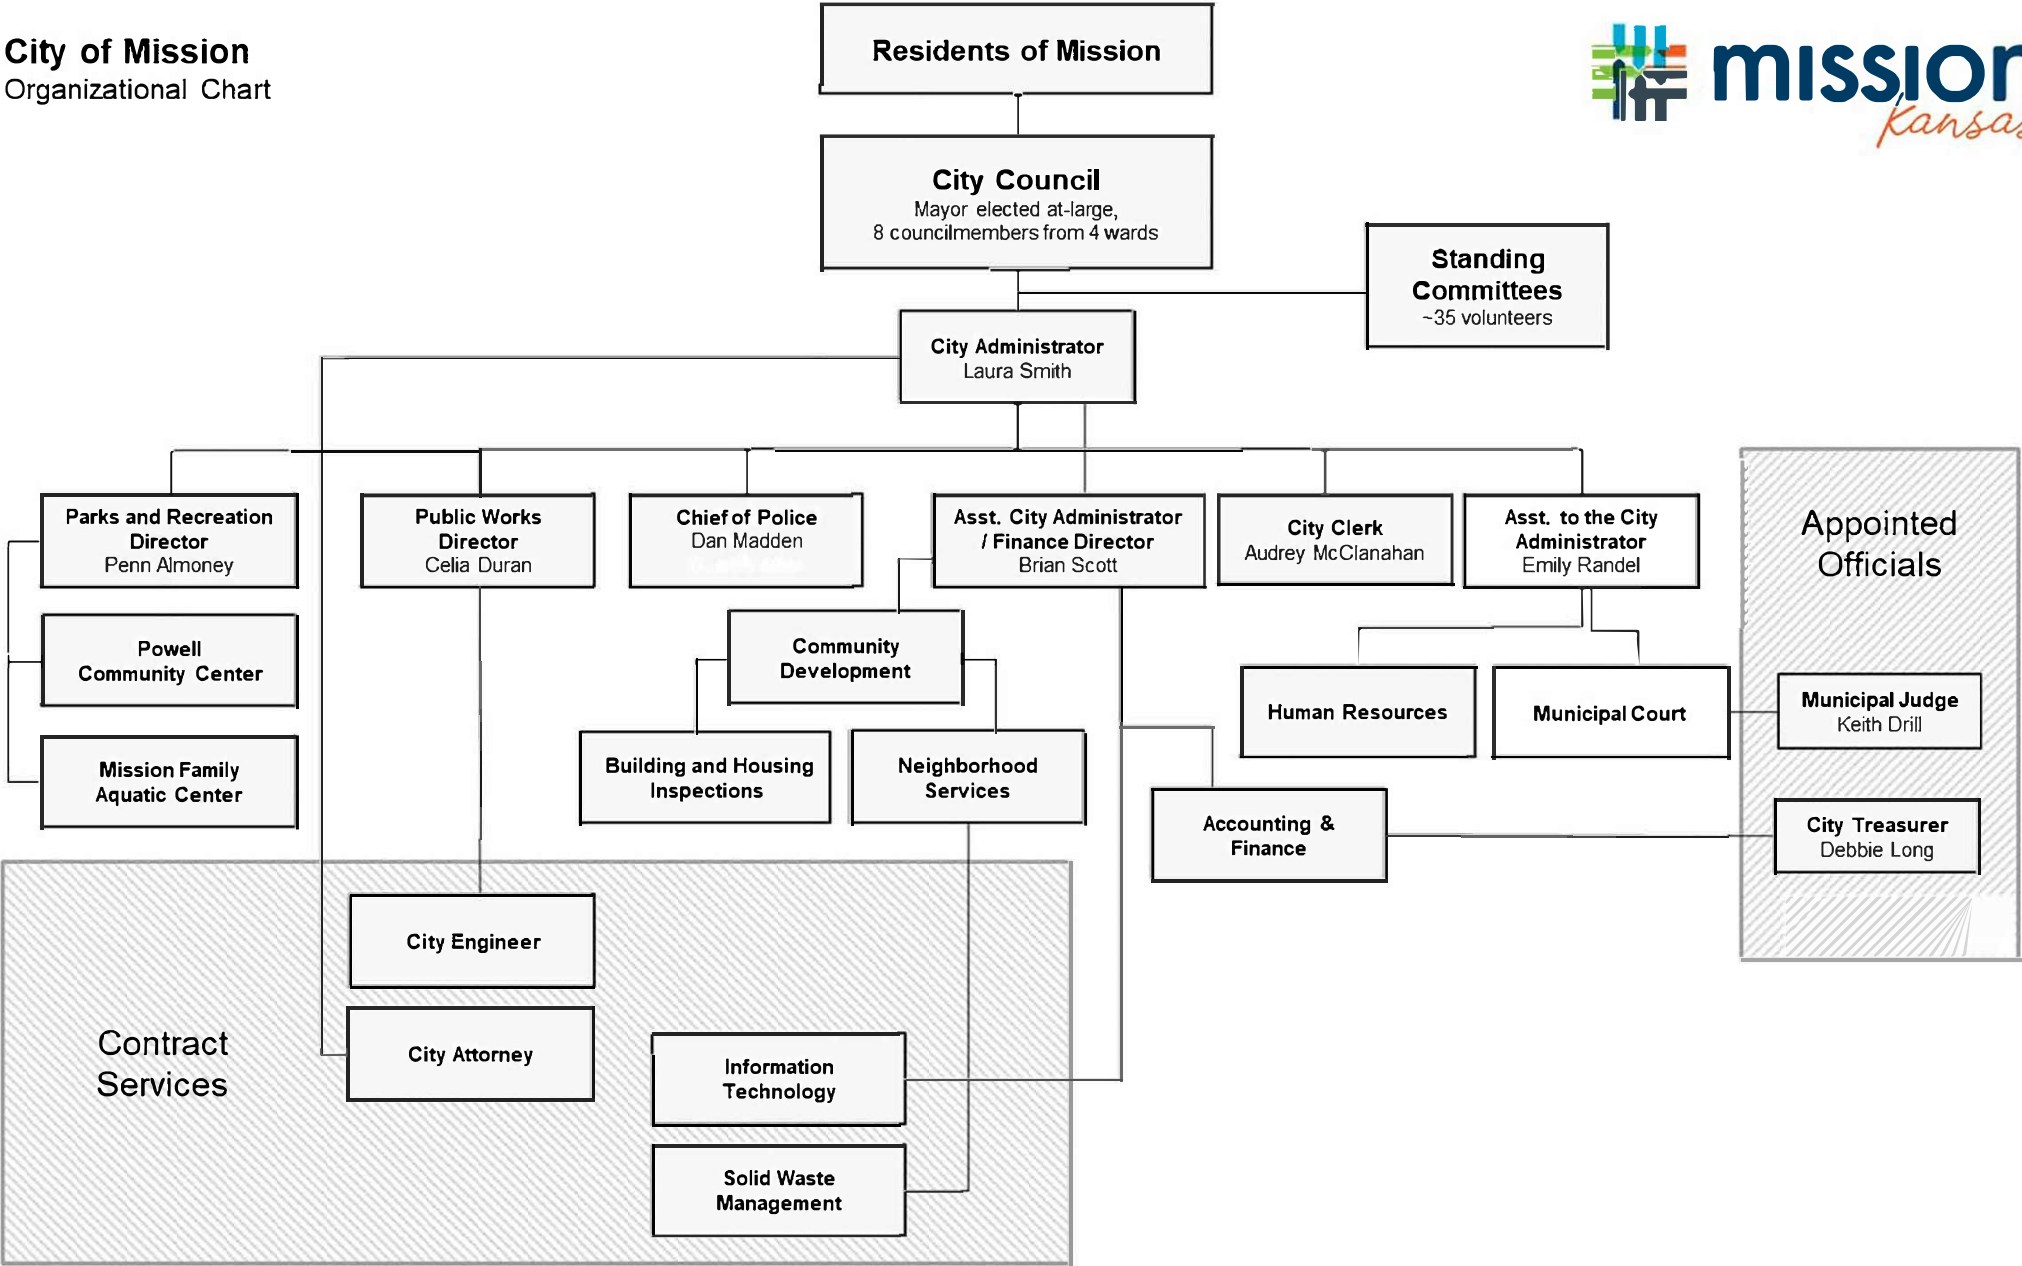 City of Mission
Organizational Chart
Residents of Mission
mission
Kansas
City Council
Mayor elected at-large,
8 councilmembers from 4 wards
Standing
Committees
~35 volunteers
City Administrator
Laura Smith
Parks and Recreation
Director
Penn Almoney
Public Works
Director
Celia Duran
Chief of Police
Dan Madden
Asst. City Administrator
/ Finance Director
Brian Scott
City Clerk
Audrey McClanahan
Asst. to the City
Administrator
Emily Randel
Appointed
Officials
Powell
Community Center
Community
Development
Human Resources
Municipal Court
Municipal Judge
Keith Drill
Mission Family
Aquatic Center
Building and Housing
Inspections
Neighborhood
Services
Accounting &
Finance
City Treasurer
Debbie Long
City Engineer
Contract
Services
City Attorney
Information
Technology
Solid Waste
Management